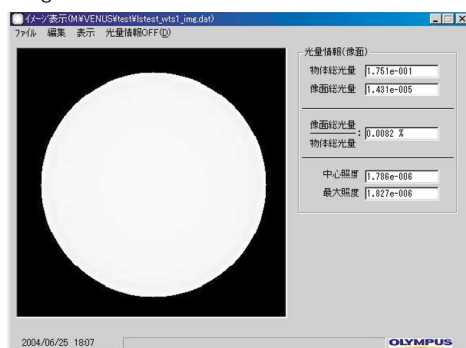 イメージ表示(M¥VENUS¥test¥lstest_wts1_img.dat)
ファイル 編集 表示 光量情報OFF(D)
光量情報(像面)
物体総光量 1.751e-001
像面総光量 1.431e-005
像面総光量
物体総光量
: 0.0082 %
中心照度 1.786e-006
最大照度 1.827e-006
2004/06/25 18:07
OLYMPUS